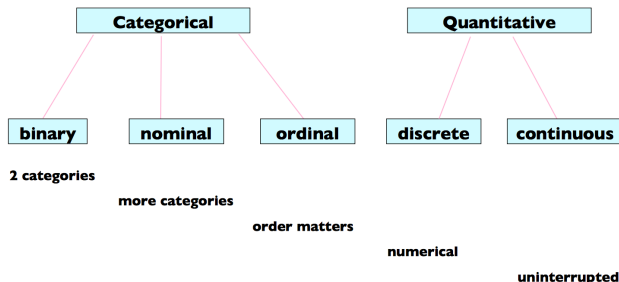 Categorical
Quantitative
binary
nominal
ordinal
discrete
continuous
2 categories
more categories
order matters
numerical
uninterrupted